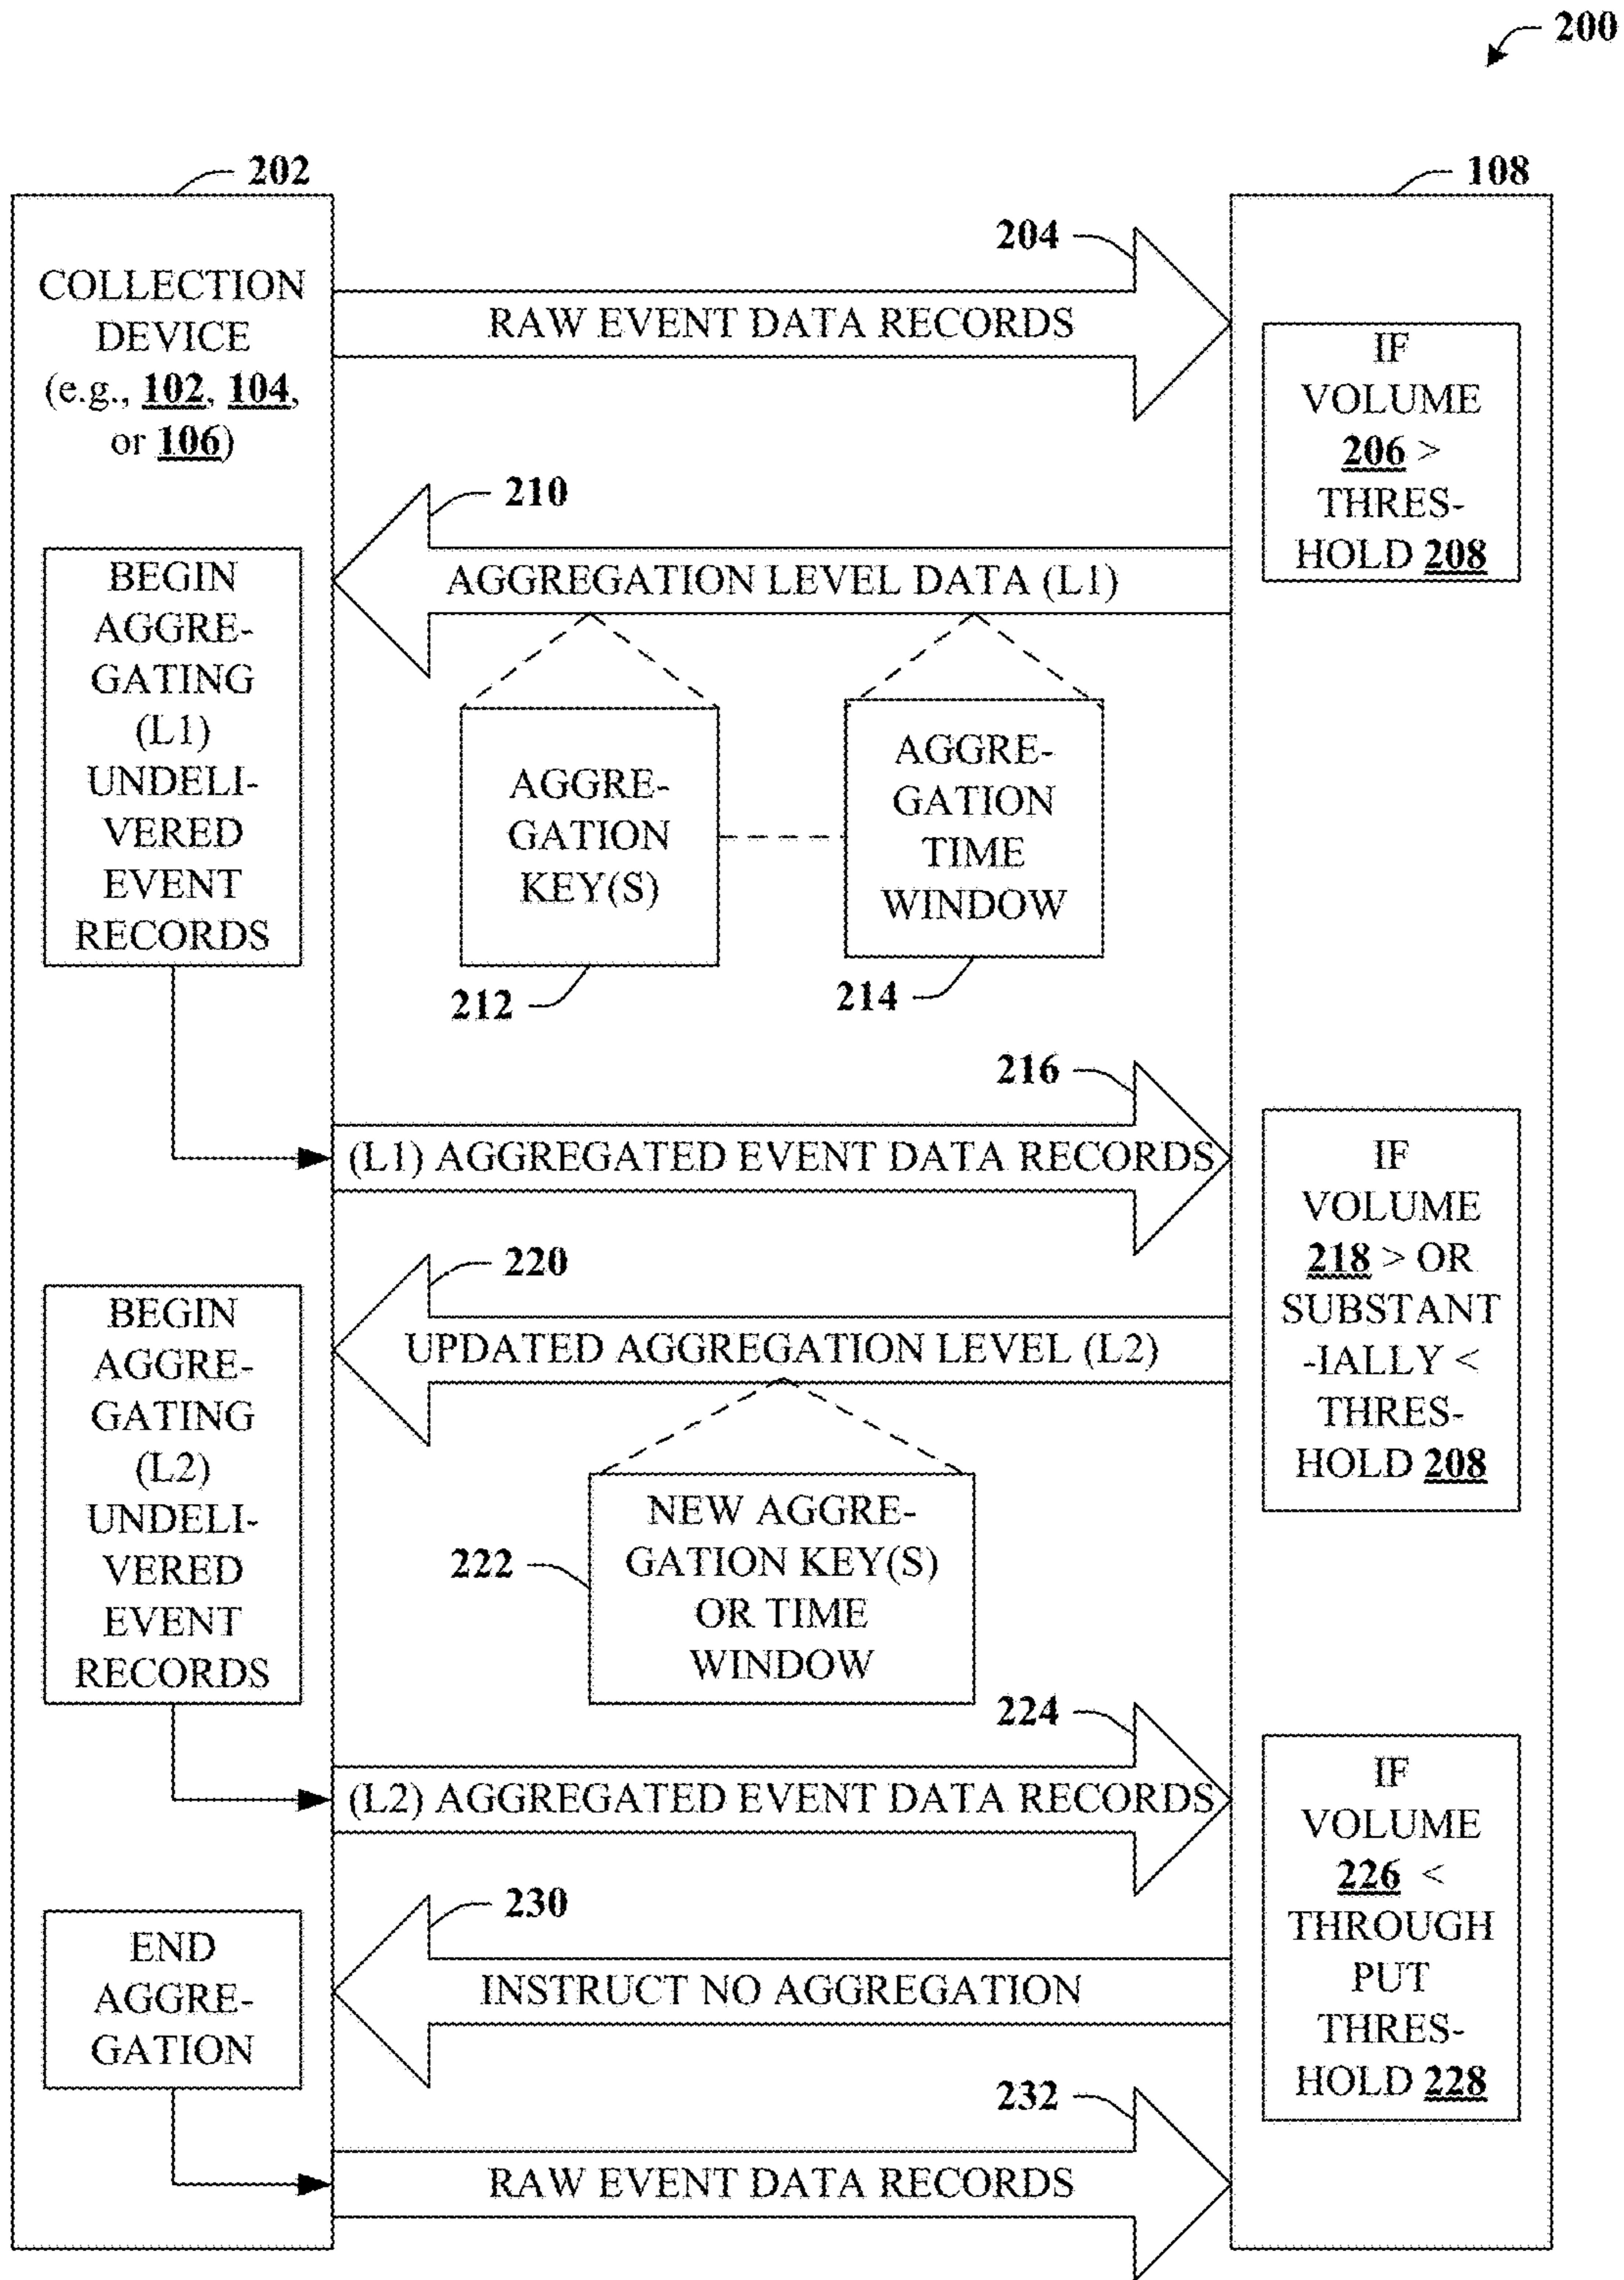 200
202
108
COLLECTION
DEVICE
(e.g., 102, 104,
or 106)
204
RAW EVENT DATA RECORDS
IF
VOLUME
206 >
THRES-
HOLD 208
210
AGGREGATION LEVEL DATA (L1)
BEGIN
AGGRE-
GATING
(L1)
UNDELI-
VERED
EVENT
RECORDS
AGGRE-
GATION
KEY(S)
212
AGGRE-
GATION
TIME
WINDOW
214
216
(L1) AGGREGATED EVENT DATA RECORDS
IF
VOLUME
218 > OR
SUBSTANT
-IALLY <
THRES-
HOLD 208
220
UPDATED AGGREGATION LEVEL (L2)
BEGIN
AGGRE-
GATING
(L2)
UNDELI-
VERED
EVENT
RECORDS
222
NEW AGGRE-
GATION KEY(S)
OR TIME
WINDOW
224
(L2) AGGREGATED EVENT DATA RECORDS
IF
VOLUME
226 <
THROUGH
PUT
THRES-
HOLD 228
230
INSTRUCT NO AGGREGATION
END
AGGRE-
GATION
232
RAW EVENT DATA RECORDS